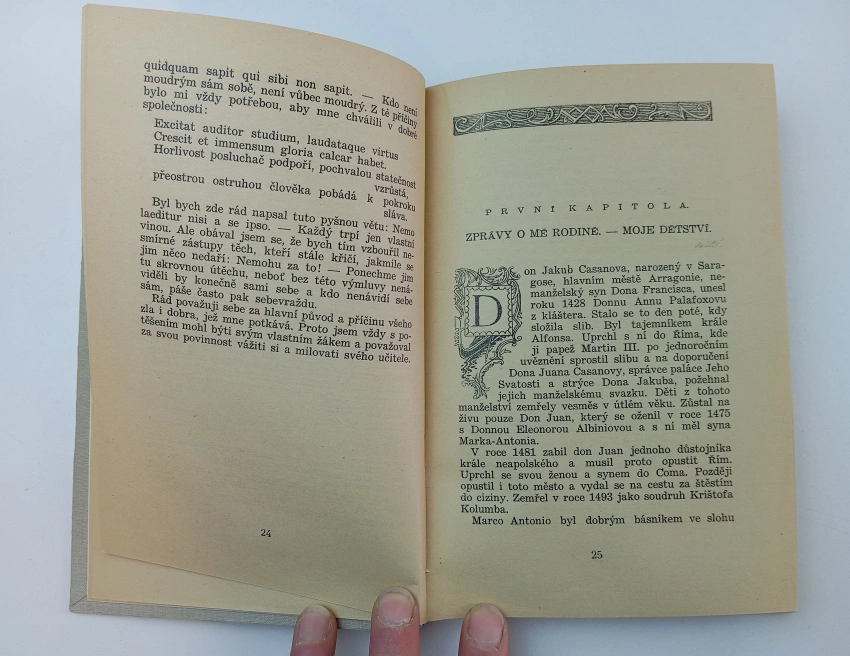 quidquam sapit qui sibi non sapit. — Kdo není
moudrým sám sobě, není vůbec moudrý. Z té příčiny
bylo mi vždy potřebou, aby mne chválili v dobré
společnosti:
Excitat auditor studium, laudataque virtus
Crescit et immensum gloria calcar habet.
Horlivost posluchač podpoří, pochvalou statečnost
vzrůstá,
přeostrou ostruhou člověka pobádá k pokroku
sláva.
Byl bych zde rád napsal tuto pyšnou větu: Nemo
laeditur nisi a se ipso. — Každý trpí jen vlastní
vinou. Ale obával jsem se, že bych tím vzbouřil ne-
smírné zástupy těch, kteří stále křičí, jakmile se
jim něco nedaří: Nemohu za to! — Ponechme jim
tu skrovnou útěchu, neboť bez této výmluvy nená-
viděli by konečně sami sebe a kdo nenávidí sebe
sám, páše často pak sebevraždu.
Rád považuji sebe za hlavní původ a příčinu všeho
zla i dobra, jež mne potkává. Proto jsem vždy s po-
těšením mohl býti svým vlastním žákem a považoval
za svou povinnost vážiti si a milovati svého učitele.
24
PRVNÍ KAPITOLA.
ZPRÁVY O MÉ RODINĚ. — MOJE DĚTSTVÍ.
Don Jakub Casanova, narozený v Sara-
gose, hlavním městě Arragonie, ne-
manželský syn Dona Francisca, unesl
roku 1428 Donnu Annu Palafoxovu
z kláštera. Stalo se to den poté, kdy
složila slib. Byl tajemníkem krále
Alfonsa. Uprchl s ní do Říma, kde
ji papež Martin III. po jednoročním
uvěznění sprostil slibu a na doporučení
Dona Juana Casanovy, správce paláce Jeho
Svatosti a strýce Dona Jakuba, požehnal
jejich manželskému svazku. Děti z tohoto
manželství zemřely vesměs v útlém věku. Zůstal na
živu pouze Don Juan, který se oženil v roce 1475
s Donnou Eleonorou Albiniovou a s ní měl syna
Marka-Antonia.
V roce 1481 zabil don Juan jednoho důstojníka
krále neapolského a musil proto opustit Řím.
Uprchl se svou ženou a synem do Coma. Později
opustil i toto město a vydal se na cestu za štěstím
do ciziny. Zemřel v roce 1493 jako soudruh Krištofa
Kolumba.
Marco Antonio byl dobrým básníkem ve slohu
25